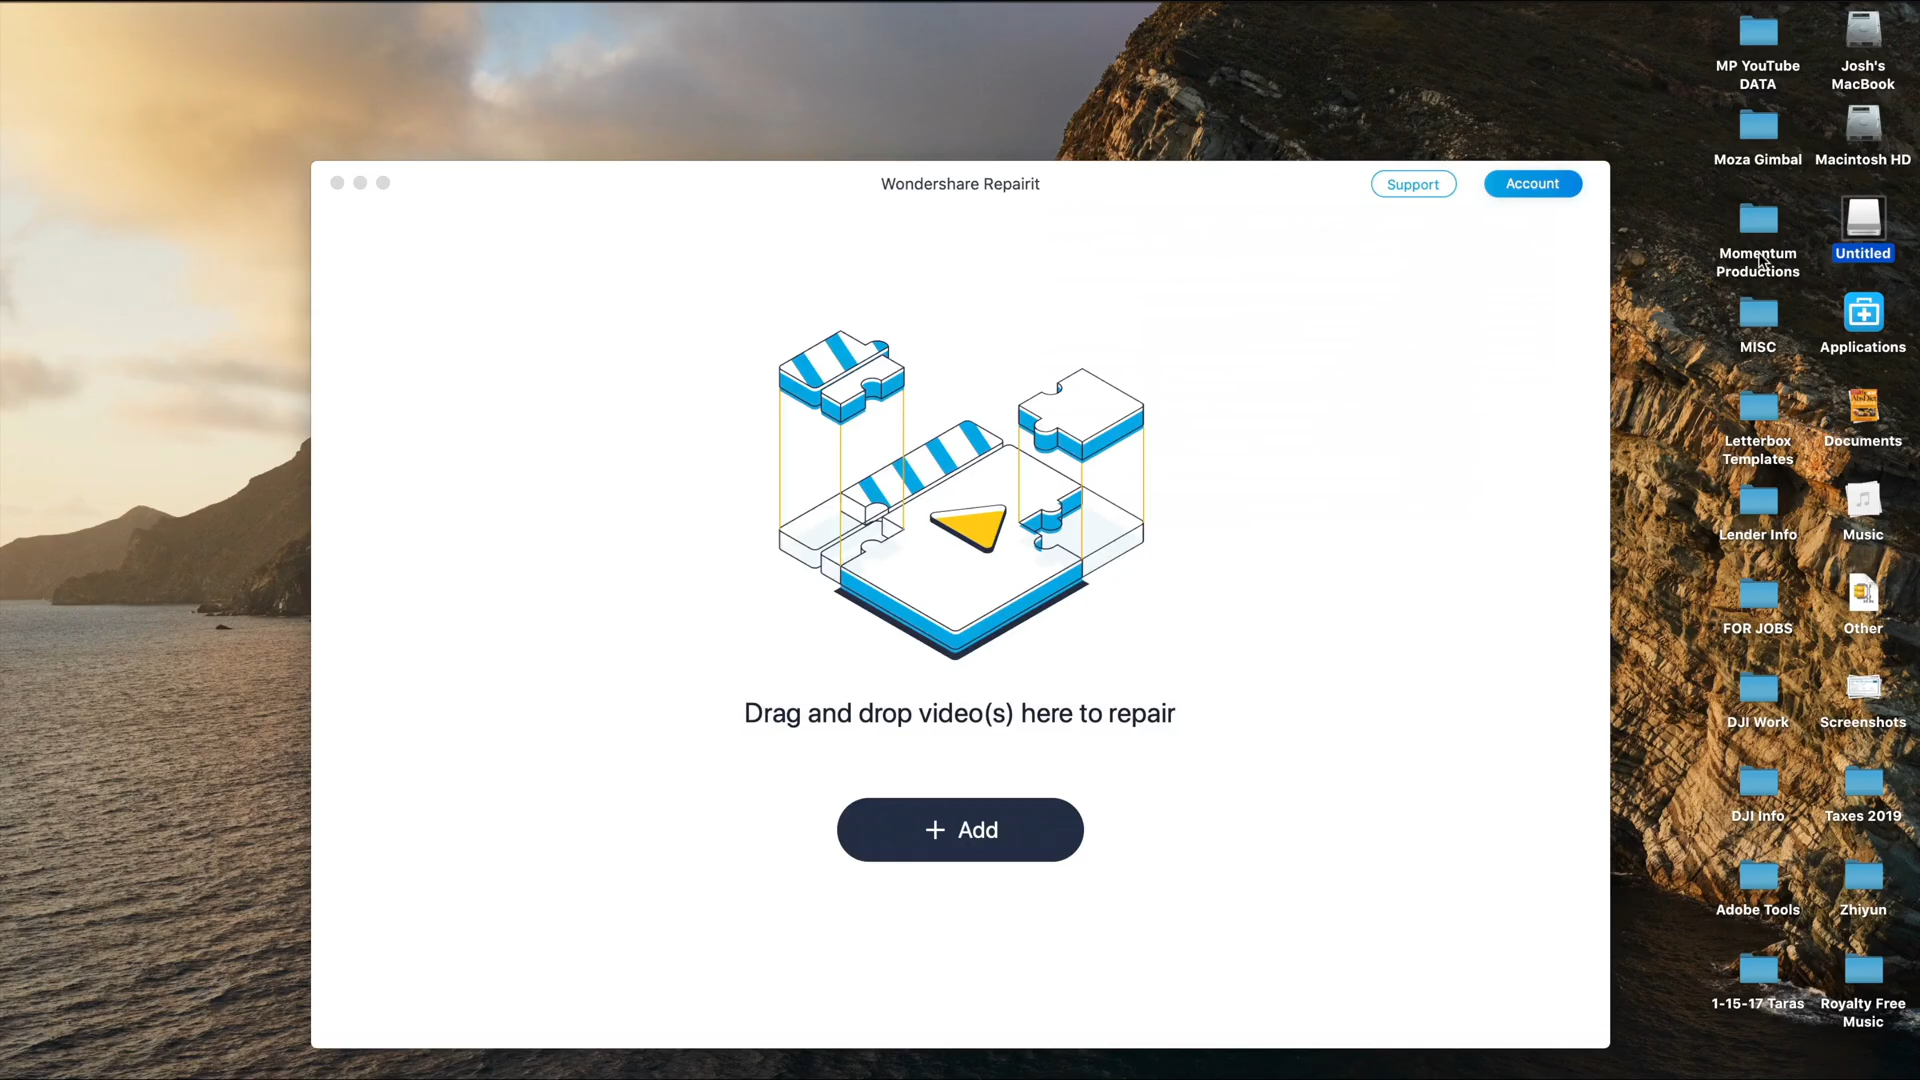 Wondershare Repairit
Support
Account
Drag and drop video(s) here to repair
+ Add
MP YouTube
DATA
Josh's
MacBook
Moza Gimbal
Macintosh HD
Momentum
Productions
Untitled
MISC
Applications
Letterbox
Templates
Documents
Lender Info
Music
FOR JOBS
Other
DJI Work
Screenshots
DJI Info
Taxes 2019
Adobe Tools
Zhiyun
1-15-17 Taras
Royalty Free
Music